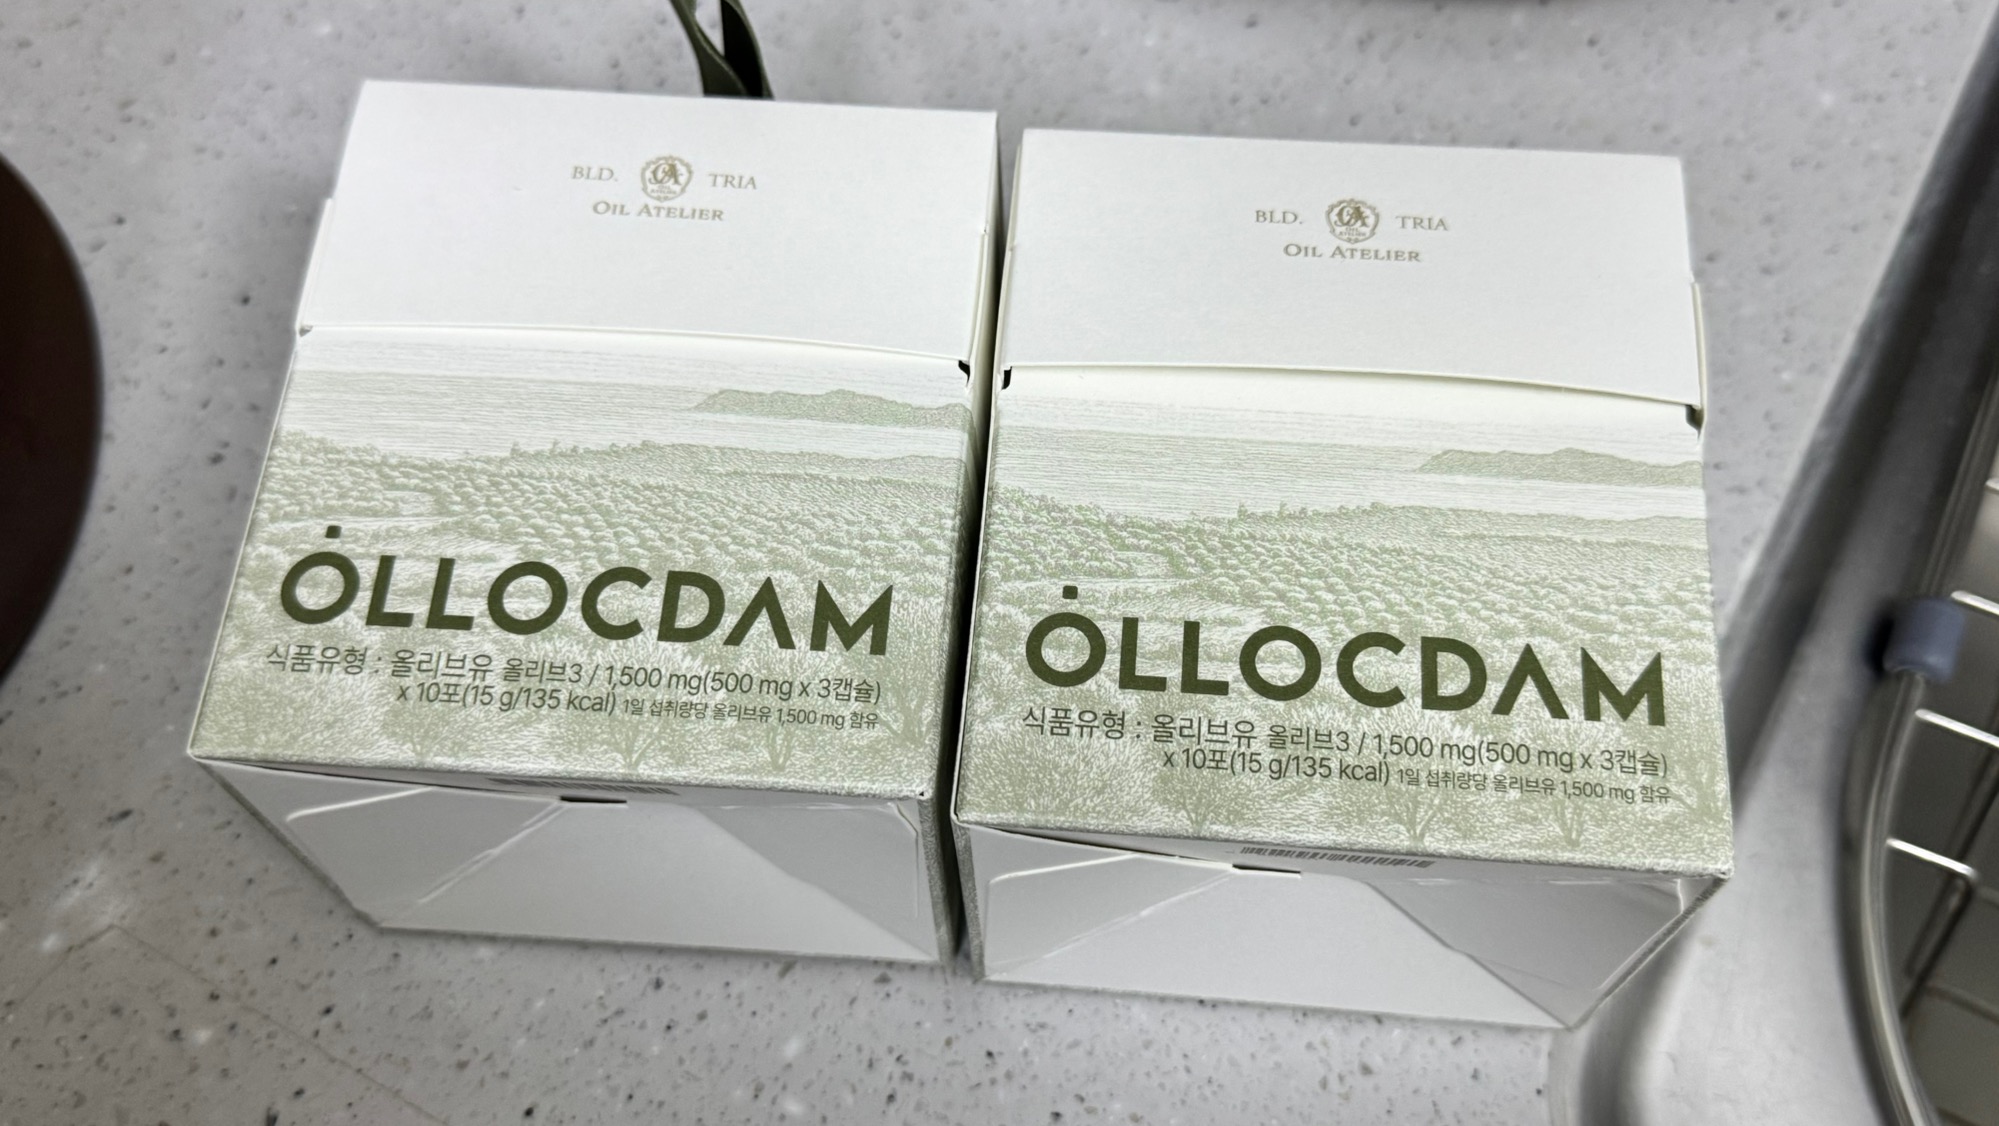 BLD. TRIA
OIL ATELIER
OLLOCDAM
식품유형 : 올리브유 올리브3 / 1,500 mg(500 mg x 3캡슐)
x 10포(15 g/135 kcal) 1일 섭취량당 올리브유 1,500 mg 함유
BLD. TRIA
OIL ATELIER
OLLOCDAM
식품유형 : 올리브유 올리브3 / 1,500 mg(500 mg x 3캡슐)
x 10포(15 g/135 kcal) 1일 섭취량당 올리브유 1,500 mg 함유